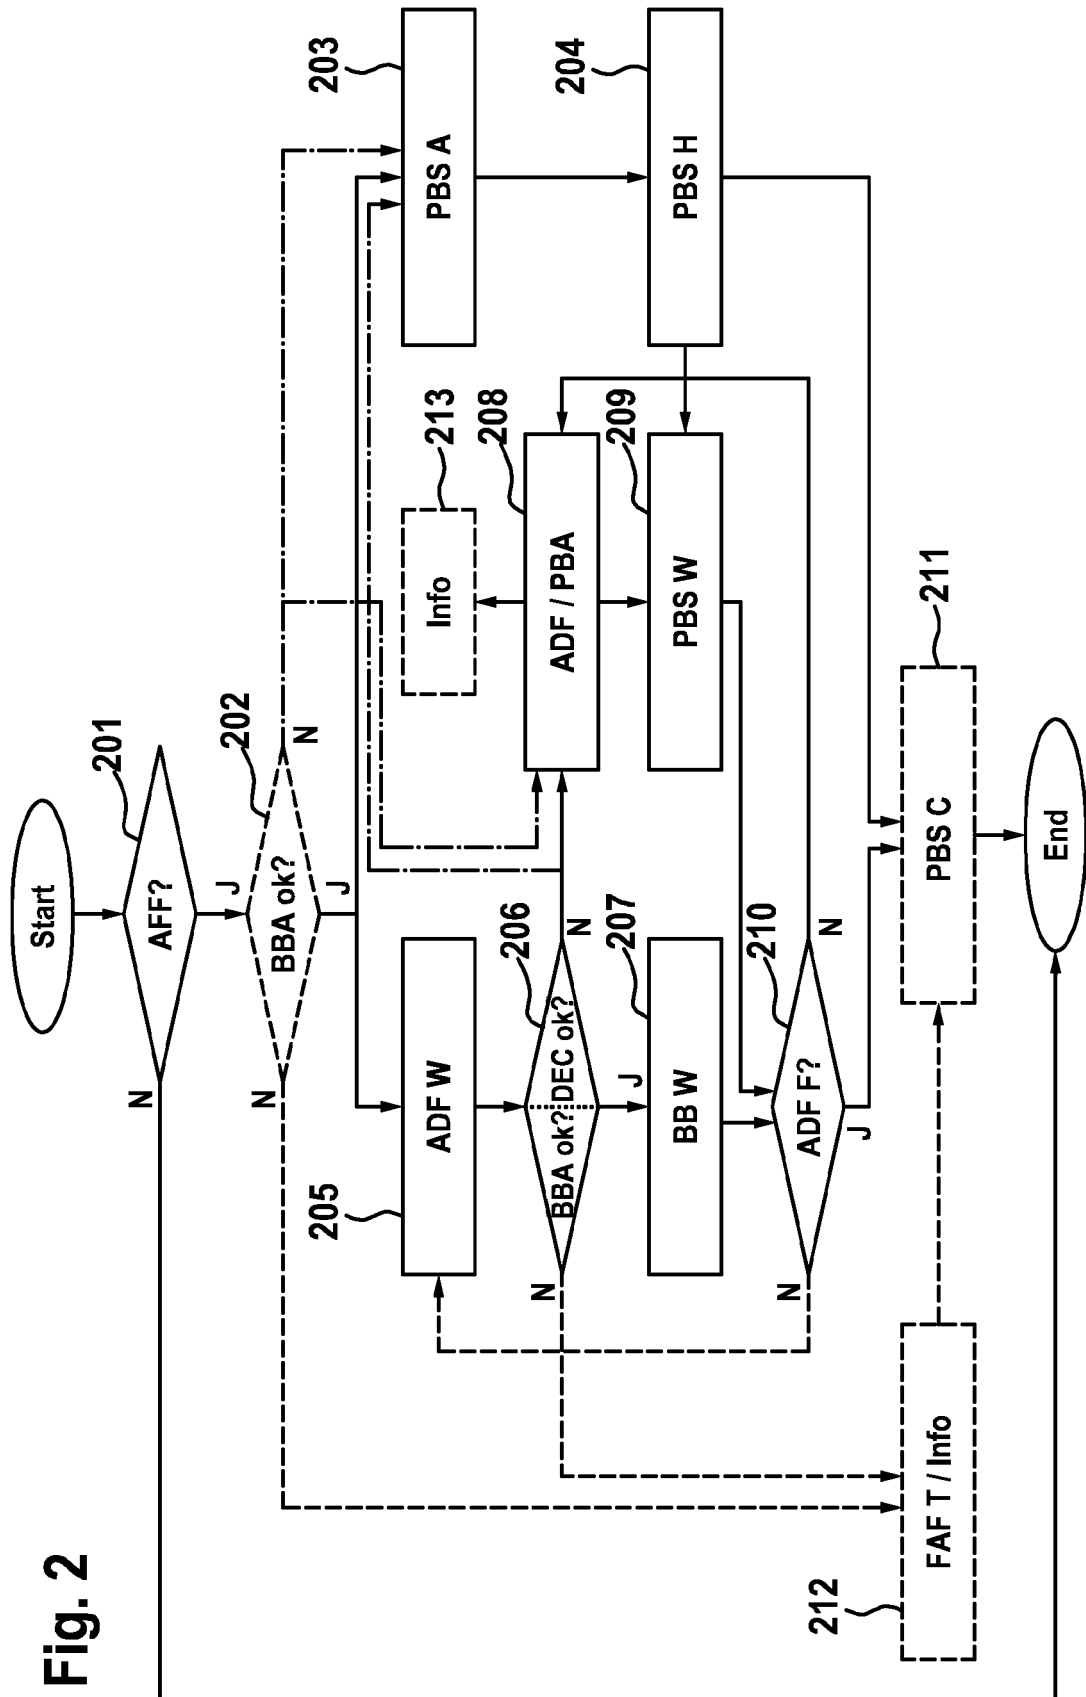 Fig. 2
Start
201
AFF?
N
J
202
BBA ok?
N
N
J
203
PBS A
204
PBS H
205
ADF W
213
Info
206
BBA ok?
DEC ok?
N
N
J
208
ADF / PBA
207
BB W
209
PBS W
210
ADF F?
N
N
J
212
FAF T / Info
211
PBS C
End